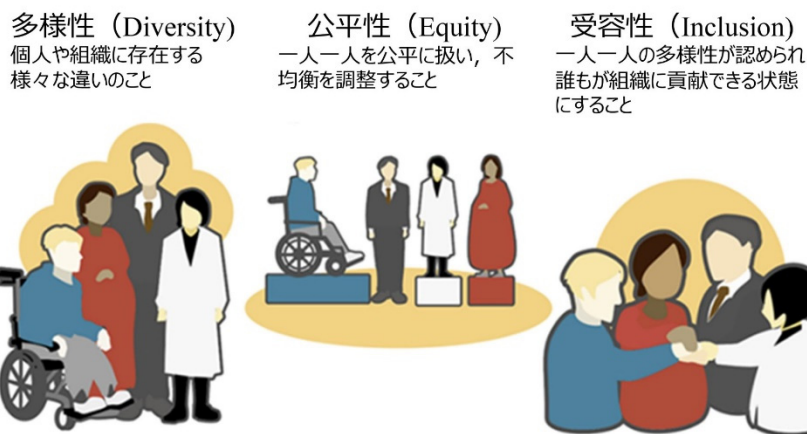 多様性（Diversity)
個人や組織に存在する
様々な違いのこと
公平性（Equity)
一人一人を公平に扱い，不
均衡を調整すること
受容性（Inclusion)
一人一人の多様性が認められ
誰もが組織に貢献できる状態
にすること